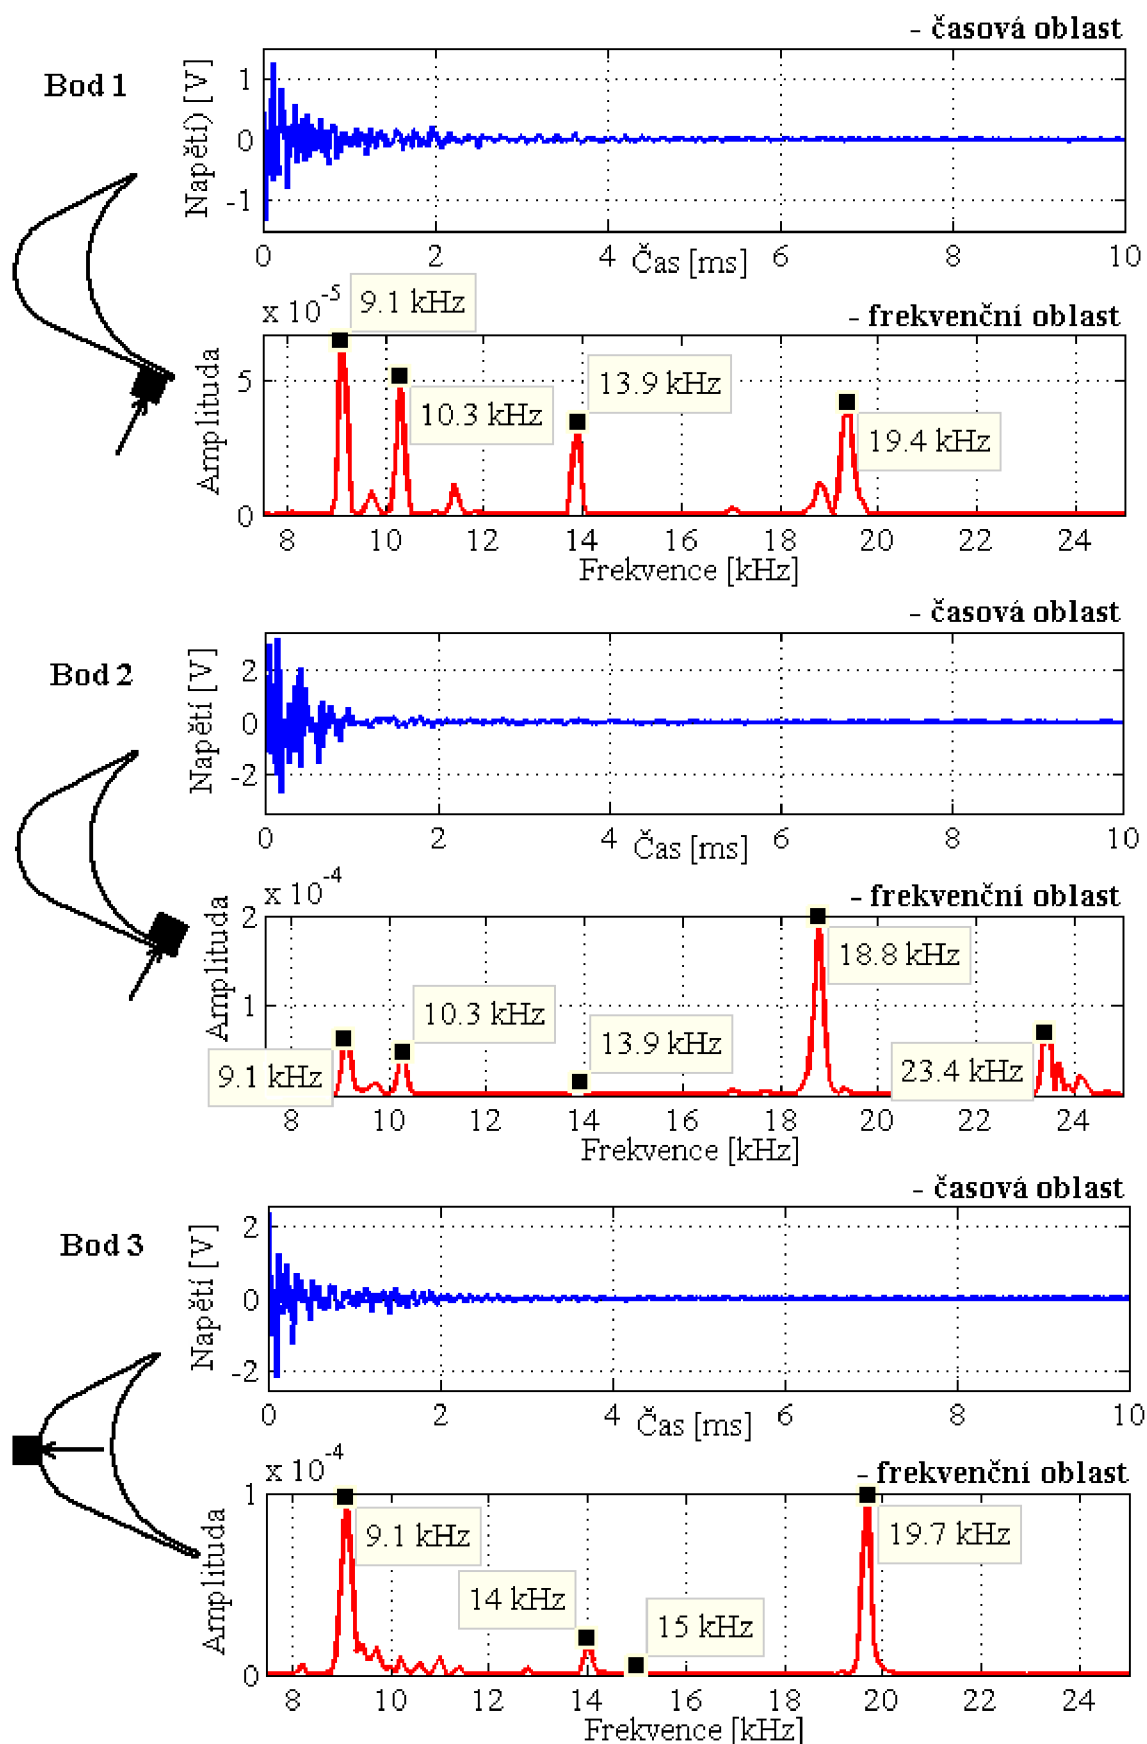 - časová oblast
Bod 1
Napětí) [V]
1
0
-1
0 2 4 6 8 10
Čas [ms]
x 10^-5
- frekvenční oblast
9.1 kHz
10.3 kHz
13.9 kHz
19.4 kHz
Amplituda
5
0
8 10 12 14 16 18 20 22 24
Frekvence [kHz]
- časová oblast
Bod 2
Napětí [V]
2
0
-2
0 2 4 6 8 10
Čas [ms]
x 10^-4
- frekvenční oblast
Amplituda
2
1
18.8 kHz
10.3 kHz
13.9 kHz
9.1 kHz
23.4 kHz
8 10 12 14 16 18 20 22 24
Frekvence [kHz]
- časová oblast
Bod 3
Napětí [V]
2
0
-2
0 2 4 6 8 10
Čas [ms]
x 10^-4
- frekvenční oblast
Amplituda
1
0
9.1 kHz
19.7 kHz
14 kHz
15 kHz
8 10 12 14 16 18 20 22 24
Frekvence [kHz]